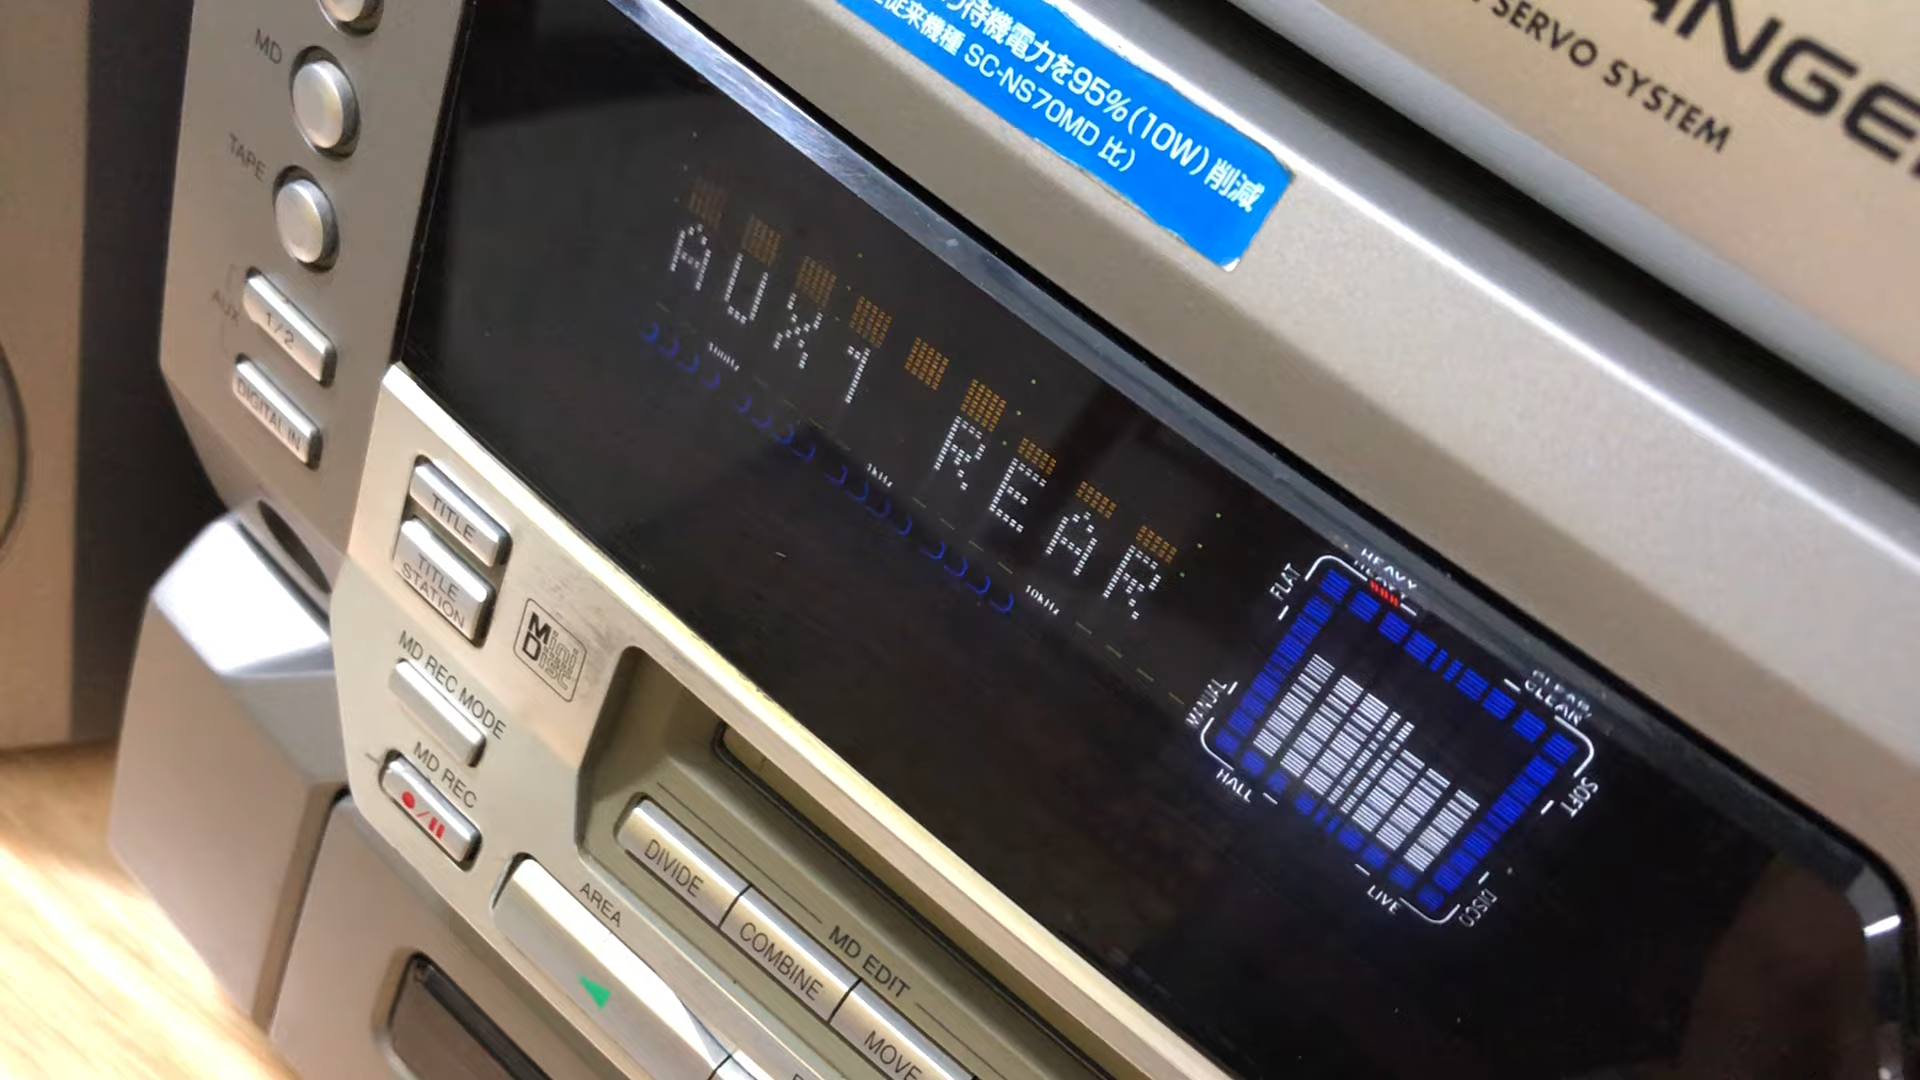 SERVO SYSTEM
待機電力を95%(10W)削減
従来機種 SC-NS70MD 比)
MD
TAPE
AUX
1/2
DIGITAL IN
AUX1 REAR
100Hz
1kHz
10kHz
FLAT
HEAVY
CLEAR
MANUAL
SOFT
HALL
LIVE
DISCO
TITLE
TITLE
STATION
Mini
Disc
MD REC MODE
MD REC
AREA
DIVIDE
COMBINE
MOVE
MD EDIT